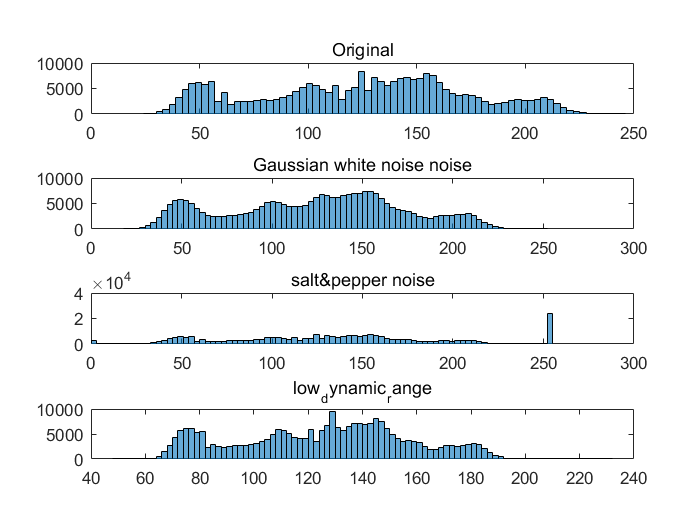 Original
10000
5000
0
0 50 100 150 200 250
Gaussian white noise noise
10000
5000
0
0 50 100 150 200 250 300
salt&pepper noise
×10^4
4
2
0
0 50 100 150 200 250 300
low_dynamic_range
10000
5000
0
40 60 80 100 120 140 160 180 200 220 240